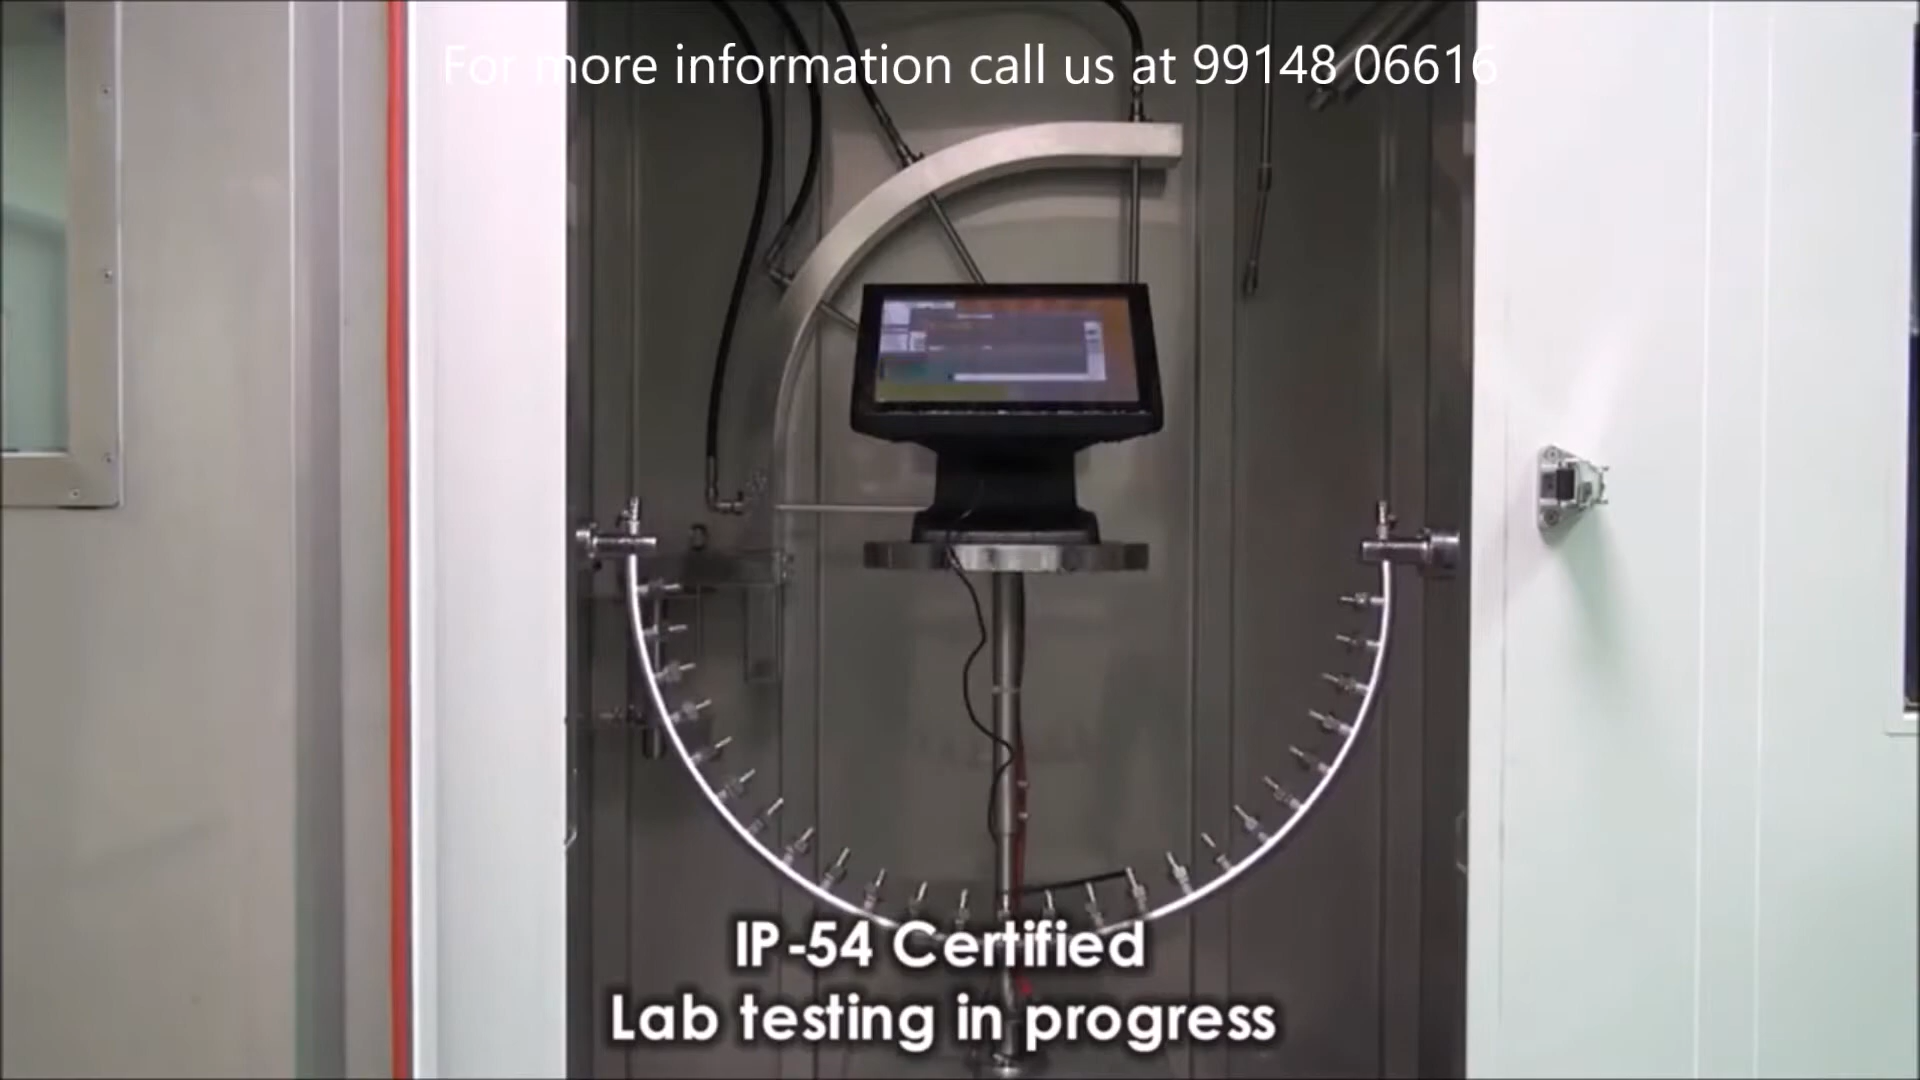 For more information call us at 99148 06616
IP-54 Certified
Lab testing in progress